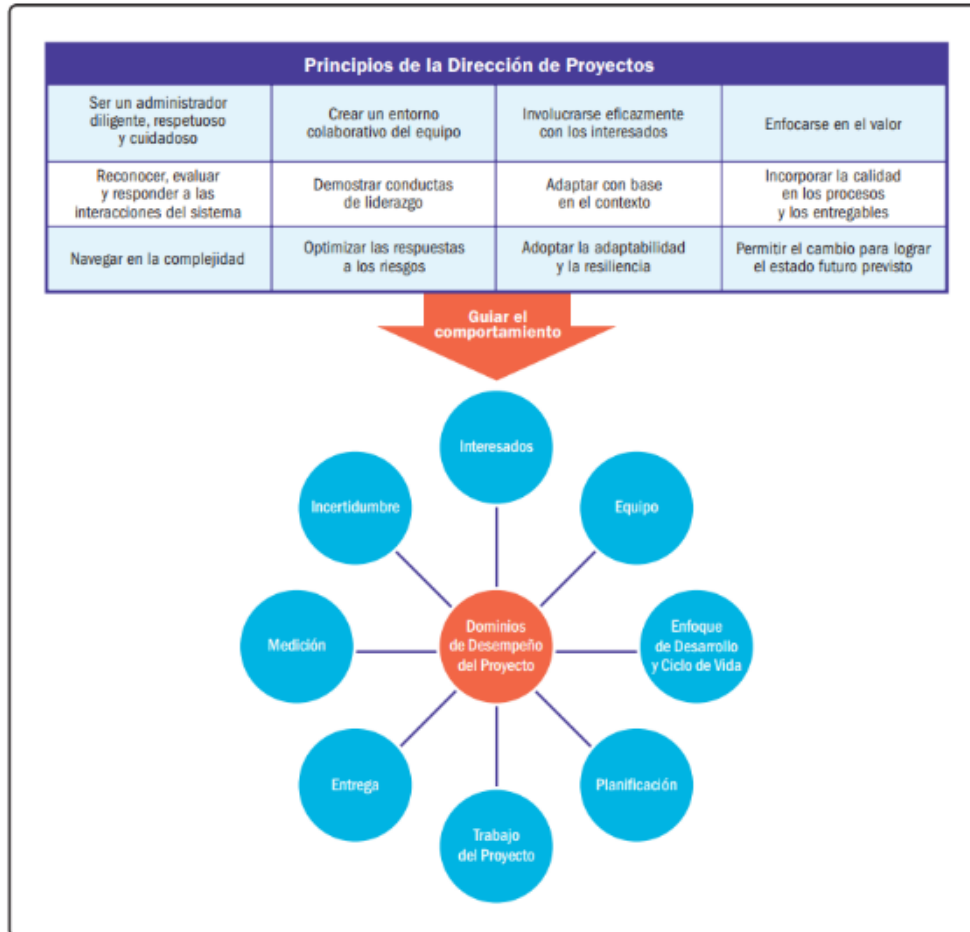 Principios de la Dirección de Proyectos
Ser un administrador
diligente, respetuoso
y cuidadoso
Crear un entorno
colaborativo del equipo
Involucrarse eficazmente
con los interesados
Enfocarse en el valor
Reconocer, evaluar
y responder a las
interacciones del sistema
Demostrar conductas
de liderazgo
Adaptar con base
en el contexto
Incorporar la calidad
en los procesos
y los entregables
Navegar en la complejidad
Optimizar las respuestas
a los riesgos
Adoptar la adaptabilidad
y la resiliencia
Permitir el cambio para lograr
el estado futuro previsto
Guiar el
comportamiento
Interesados
Incertidumbre
Equipo
Medición
Dominios
de Desempeño
del Proyecto
Enfoque
de Desarrollo
y Ciclo de Vida
Entrega
Planificación
Trabajo
del Proyecto